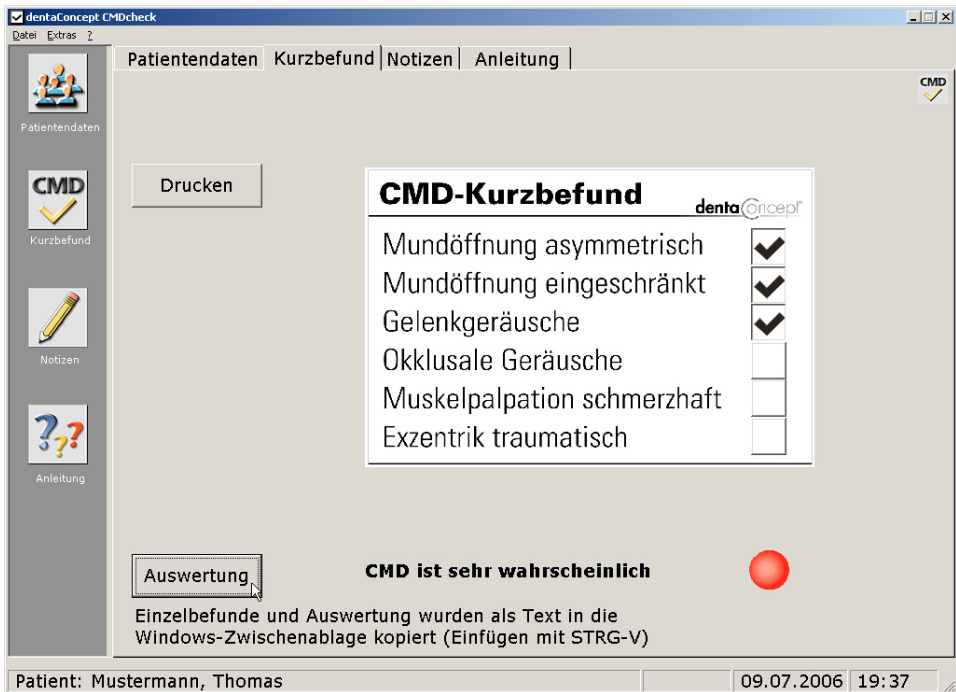 dentaConcept CMDcheck
Datei Extras ?
Patientendaten Kurzbefund Notizen Anleitung
CMD
Patientendaten
CMD
Kurzbefund
Notizen
Anleitung
Drucken
CMD-Kurzbefund
dentaConcept
Mundöffnung asymmetrisch
Mundöffnung eingeschränkt
Gelenkgeräusche
Okklusale Geräusche
Muskelpalpation schmerzhaft
Exzentrik traumatisch
Auswertung
CMD ist sehr wahrscheinlich
Einzelbefunde und Auswertung wurden als Text in die
Windows-Zwischenablage kopiert (Einfügen mit STRG-V)
Patient: Mustermann, Thomas 09.07.2006 19:37